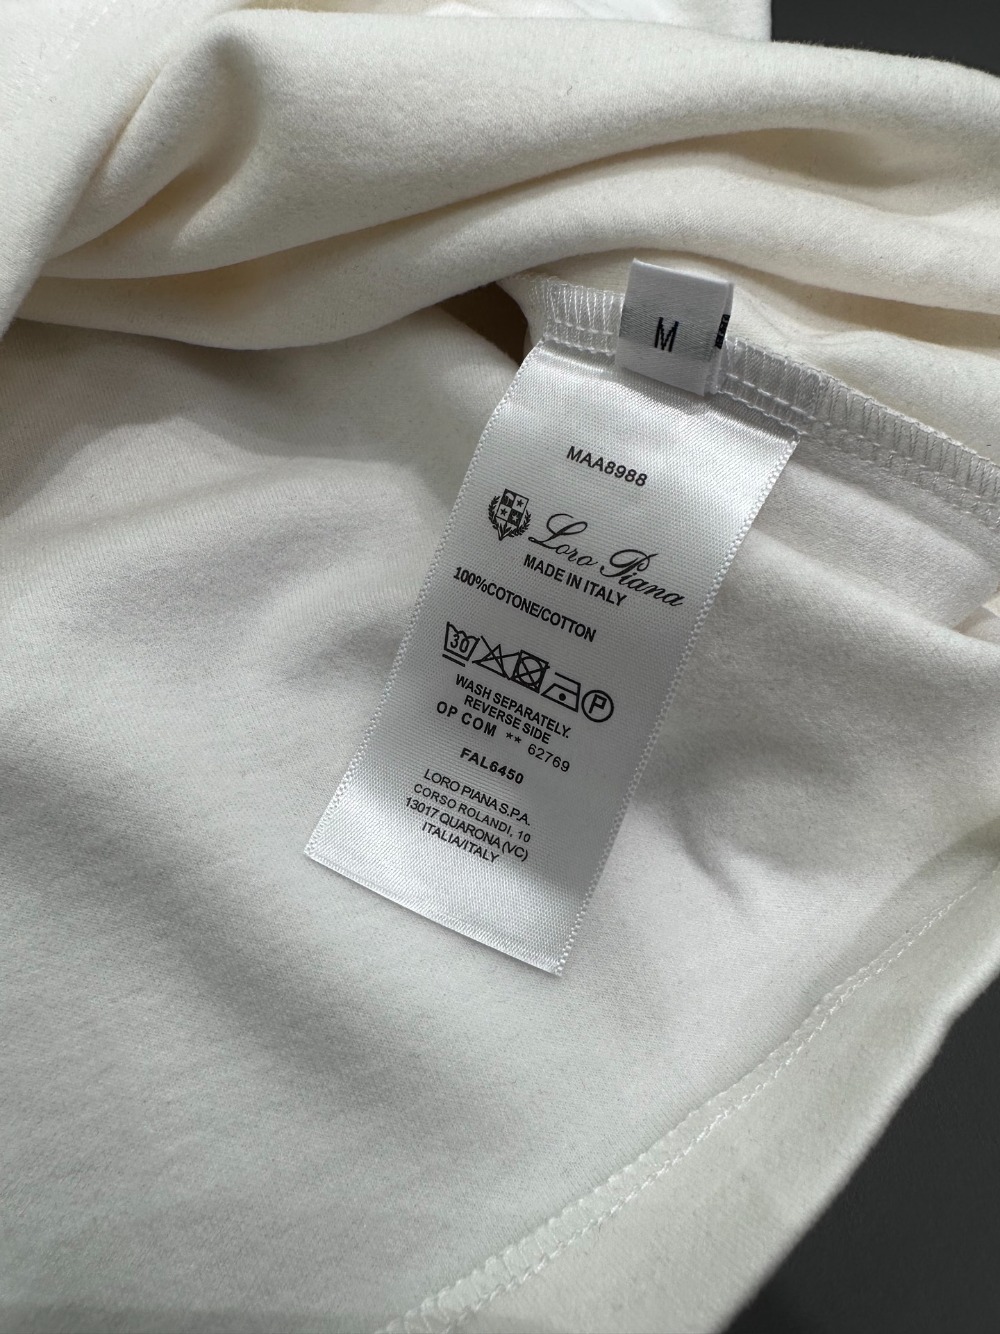 M
MAA8988
Loro Piana
MADE IN ITALY
100%COTONE/COTTON
30
P
WASH SEPARATELY.
REVERSE SIDE
OP COM ** 62769
FAL6450
LORO PIANA S.P.A.
CORSO ROLANDI, 10
13017 QUARONA (VC)
ITALIA/ITALY